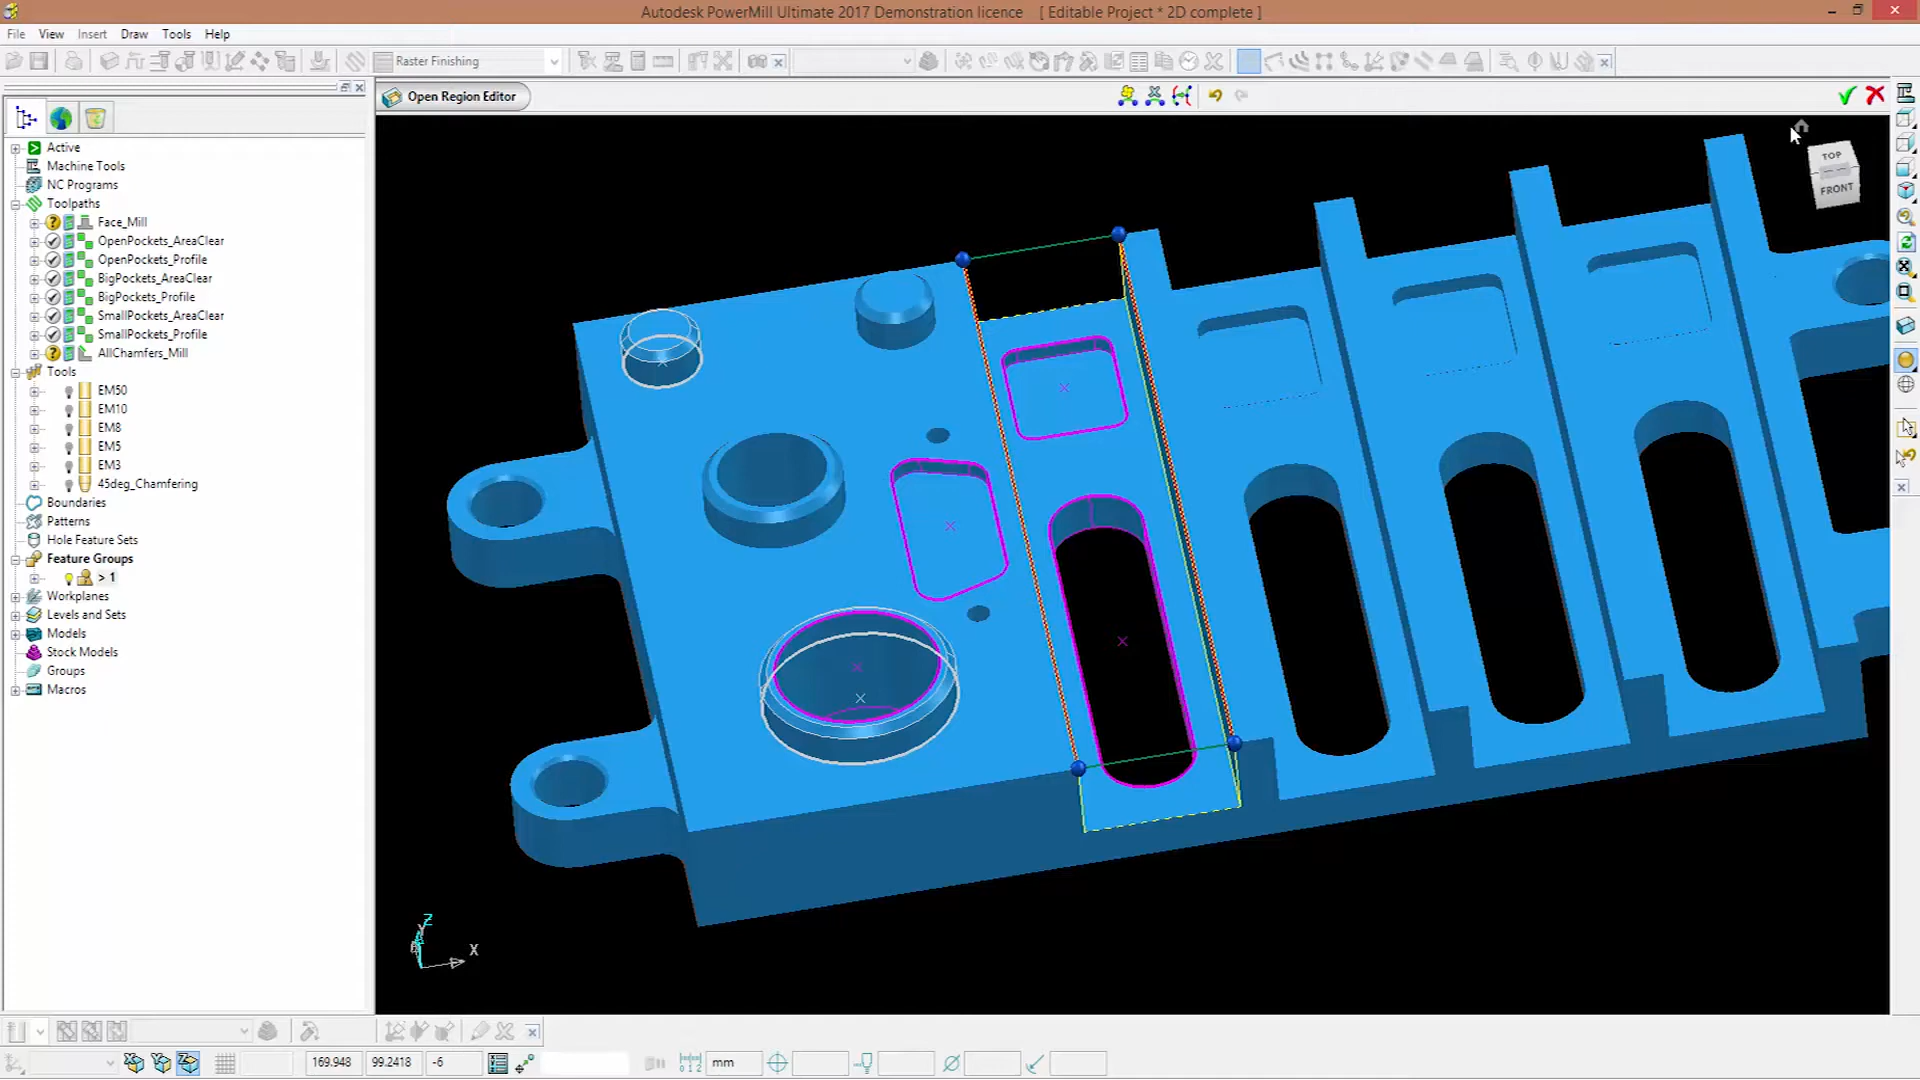 Autodesk PowerMill Ultimate 2017 Demonstration licence [ Editable Project * 2D complete ]
File View Insert Draw Tools Help
Raster Finishing
Open Region Editor
TOP
FRONT
Active
Machine Tools
NC Programs
Toolpaths
Face_Mill
OpenPockets_AreaClear
OpenPockets_Profile
BigPockets_AreaClear
BigPockets_Profile
SmallPockets_AreaClear
SmallPockets_Profile
AllChamfers_Mill
Tools
EM50
EM10
EM8
EM5
EM3
45deg_Chamfering
Boundaries
Patterns
Hole Feature Sets
Feature Groups
> 1
Workplanes
Levels and Sets
Models
Stock Models
Groups
Macros
Z
Y
X
169.948 99.2418 -6 mm